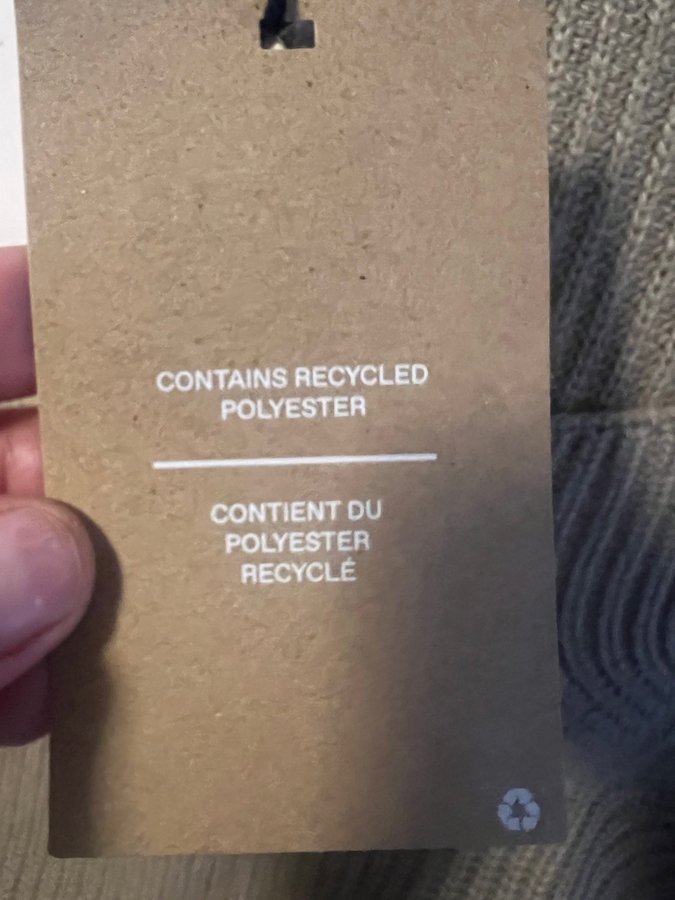 CONTAINS RECYCLED
POLYESTER
CONTIENT DU
POLYESTER
RECYCLÉ